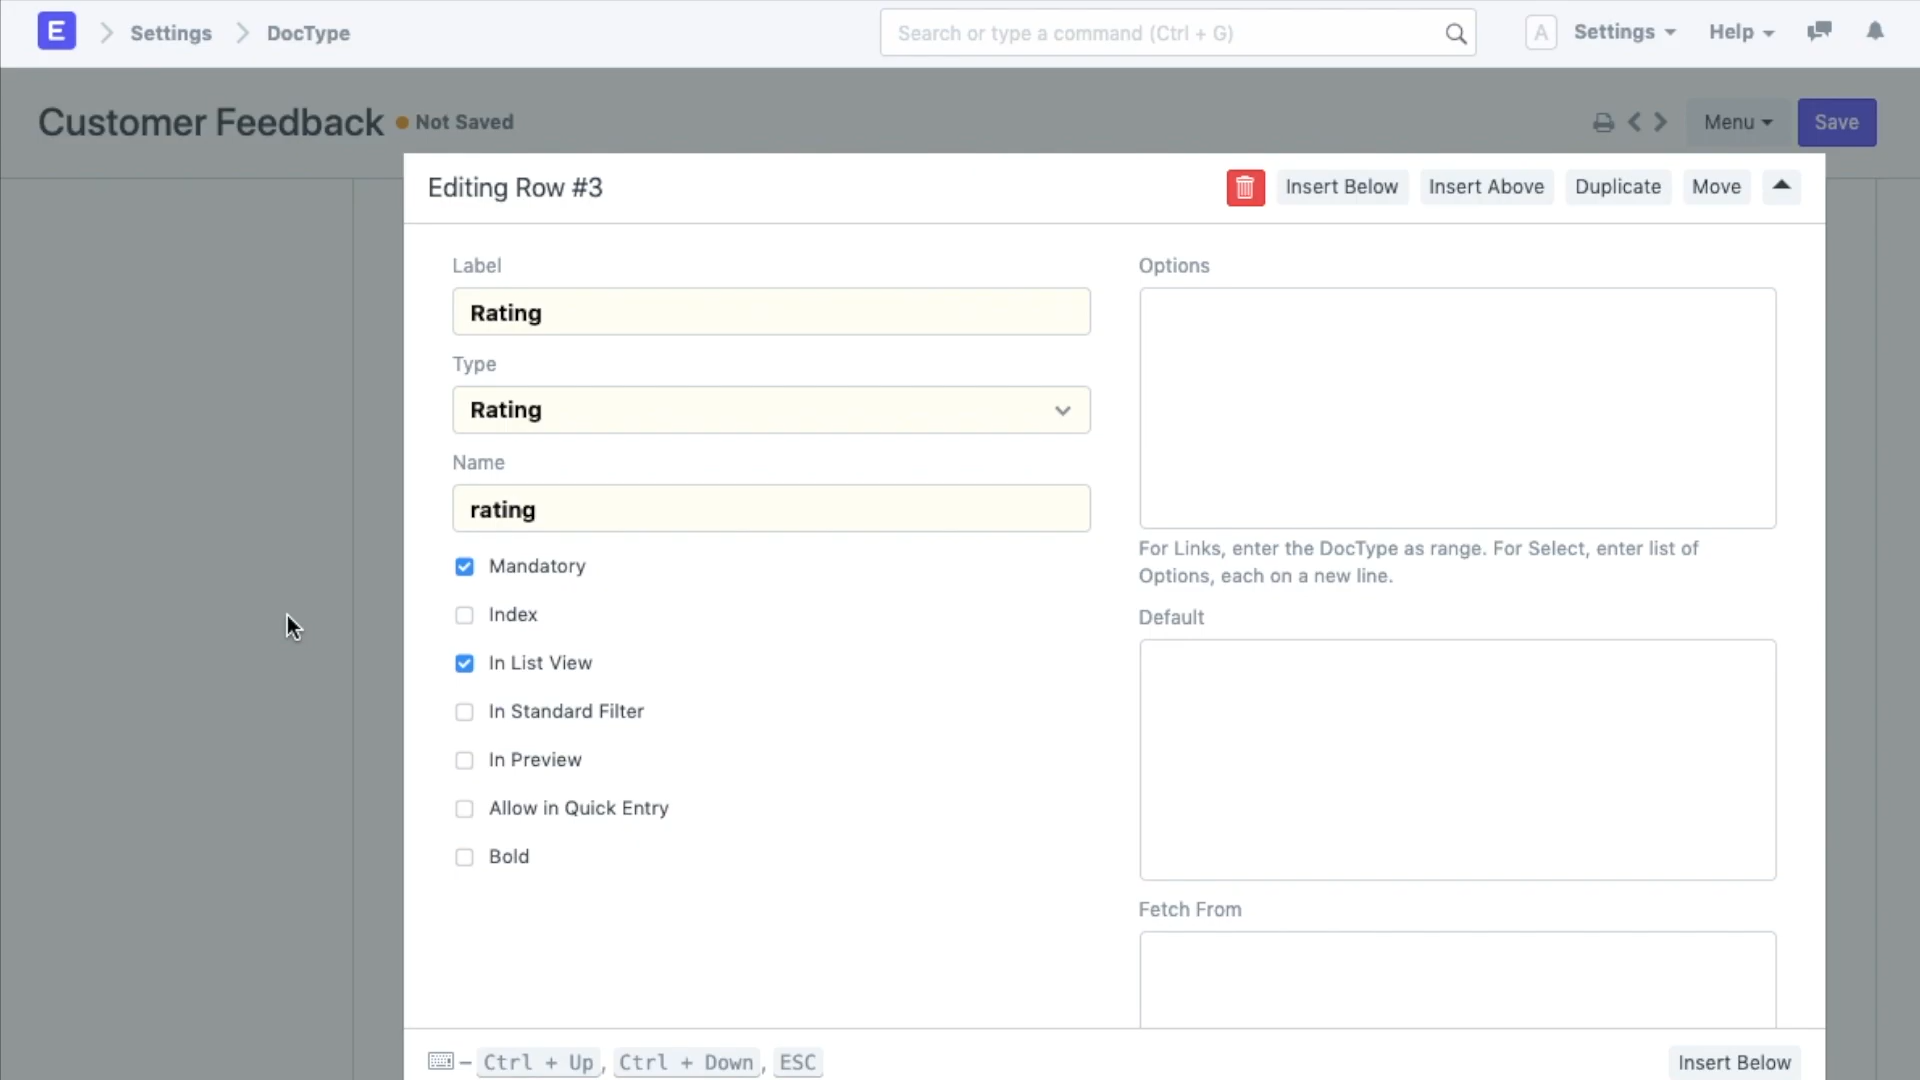 E Settings DocType Search or type a command (Ctrl + G) A Settings Help
Customer Feedback Not Saved Menu Save
Editing Row #3 Insert Below Insert Above Duplicate Move
Label
Rating
Type
Rating
Name
rating
Mandatory
Index
In List View
In Standard Filter
In Preview
Allow in Quick Entry
Bold
Options
For Links, enter the DocType as range. For Select, enter list of
Options, each on a new line.
Default
Fetch From
– Ctrl + Up, Ctrl + Down, ESC Insert Below